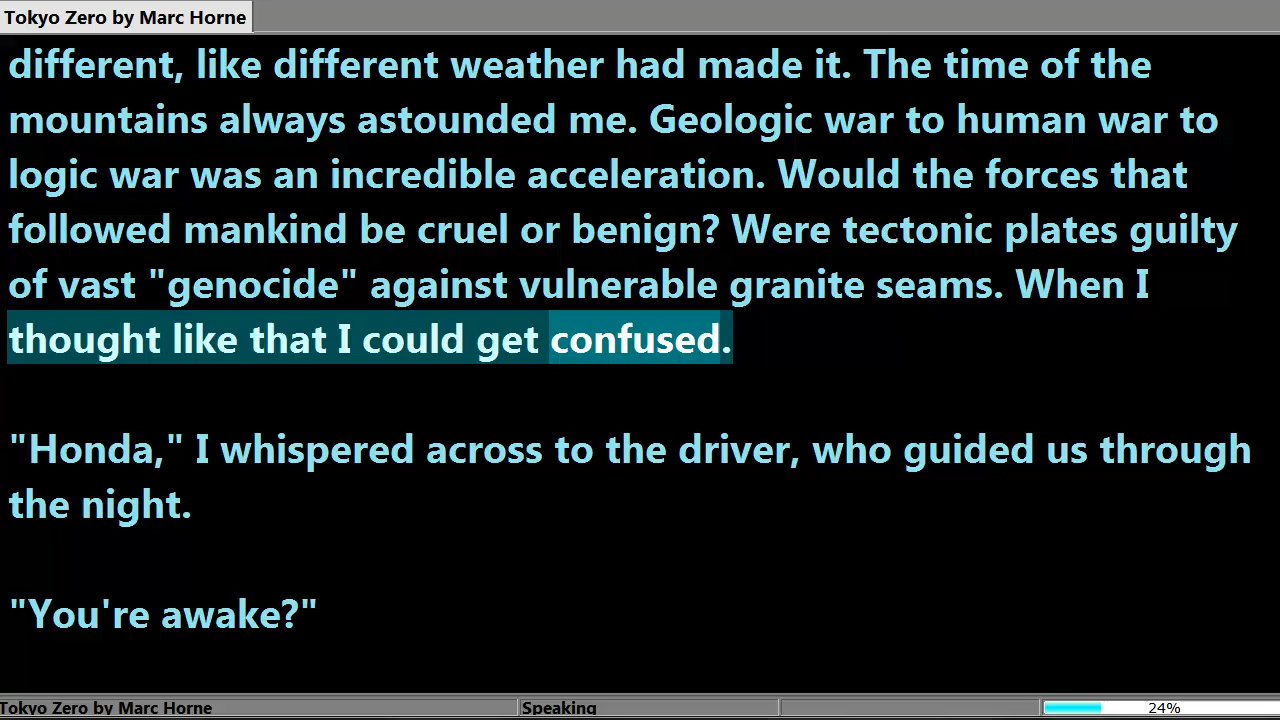 Tokyo Zero by Marc Horne
different, like different weather had made it. The time of the
mountains always astounded me. Geologic war to human war to
logic war was an incredible acceleration. Would the forces that
followed mankind be cruel or benign? Were tectonic plates guilty
of vast "genocide" against vulnerable granite seams. When I
thought like that I could get confused.
"Honda," I whispered across to the driver, who guided us through
the night.
"You're awake?"
Tokyo Zero by Marc Horne
Speaking
24%